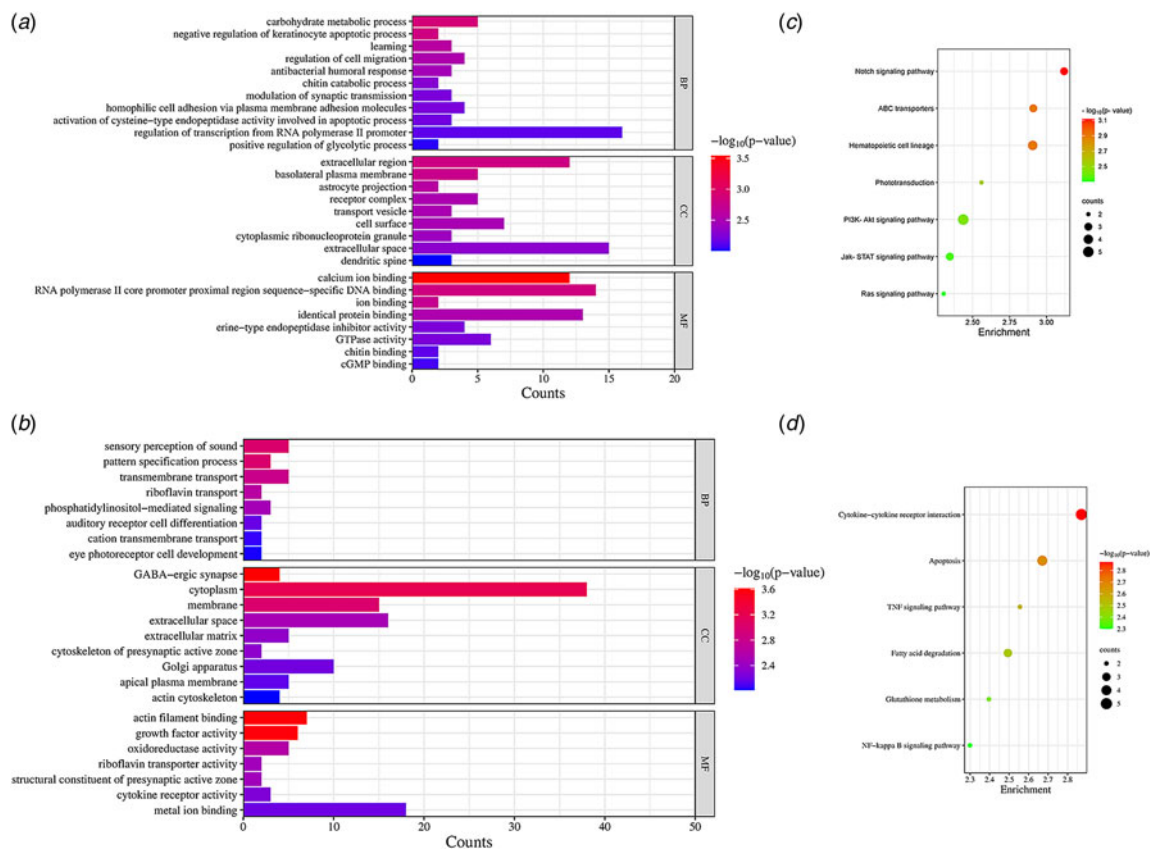 (a)
carbohydrate metabolic process
negative regulation of keratinocyte apoptotic process
learning
regulation of cell migration
antibacterial humoral response
chitin catabolic process
modulation of synaptic transmission
homophilic cell adhesion via plasma membrane adhesion molecules
activation of cysteine-type endopeptidase activity involved in apoptotic process
regulation of transcription from RNA polymerase II promoter
positive regulation of glycolytic process
BP
extracellular region
basolateral plasma membrane
astrocyte projection
receptor complex
transport vesicle
cell surface
cytoplasmic ribonucleoprotein granule
extracellular space
dendritic spine
CC
calcium ion binding
RNA polymerase II core promoter proximal region sequence-specific DNA binding
ion binding
identical protein binding
erine-type endopeptidase inhibitor activity
GTPase activity
chitin binding
cGMP binding
MF
0 5 10 15 20
Counts
−log10(p-value)
3.5
3.0
2.5
(c)
Notch signaling pathway
ABC transporters
Hematopoietic cell lineage
Phototransduction
PI3K- Akt signaling pathway
Jak- STAT signaling pathway
Ras signaling pathway
2.50 2.75 3.00
Enrichment
- log10(p- value)
3.1
2.9
2.7
2.5
counts
2
3
4
5
(b)
sensory perception of sound
pattern specification process
transmembrane transport
riboflavin transport
phosphatidylinositol-mediated signaling
auditory receptor cell differentiation
cation transmembrane transport
eye photoreceptor cell development
BP
GABA-ergic synapse
cytoplasm
membrane
extracellular space
extracellular matrix
cytoskeleton of presynaptic active zone
Golgi apparatus
apical plasma membrane
actin cytoskeleton
CC
actin filament binding
growth factor activity
oxidoreductase activity
riboflavin transporter activity
structural constituent of presynaptic active zone
cytokine receptor activity
metal ion binding
MF
0 10 20 30 40 50
Counts
−log10(p-value)
3.6
3.2
2.8
2.4
(d)
Cytokine-cytokine receptor interaction
Apoptosis
TNF signaling pathway
Fatty acid degradation
Glutathione metabolism
NF-kappa B signaling pathway
2.3 2.4 2.5 2.6 2.7 2.8
Enrichment
-log10(p-value)
2.8
2.7
2.6
2.5
2.4
2.3
counts
2
3
4
5